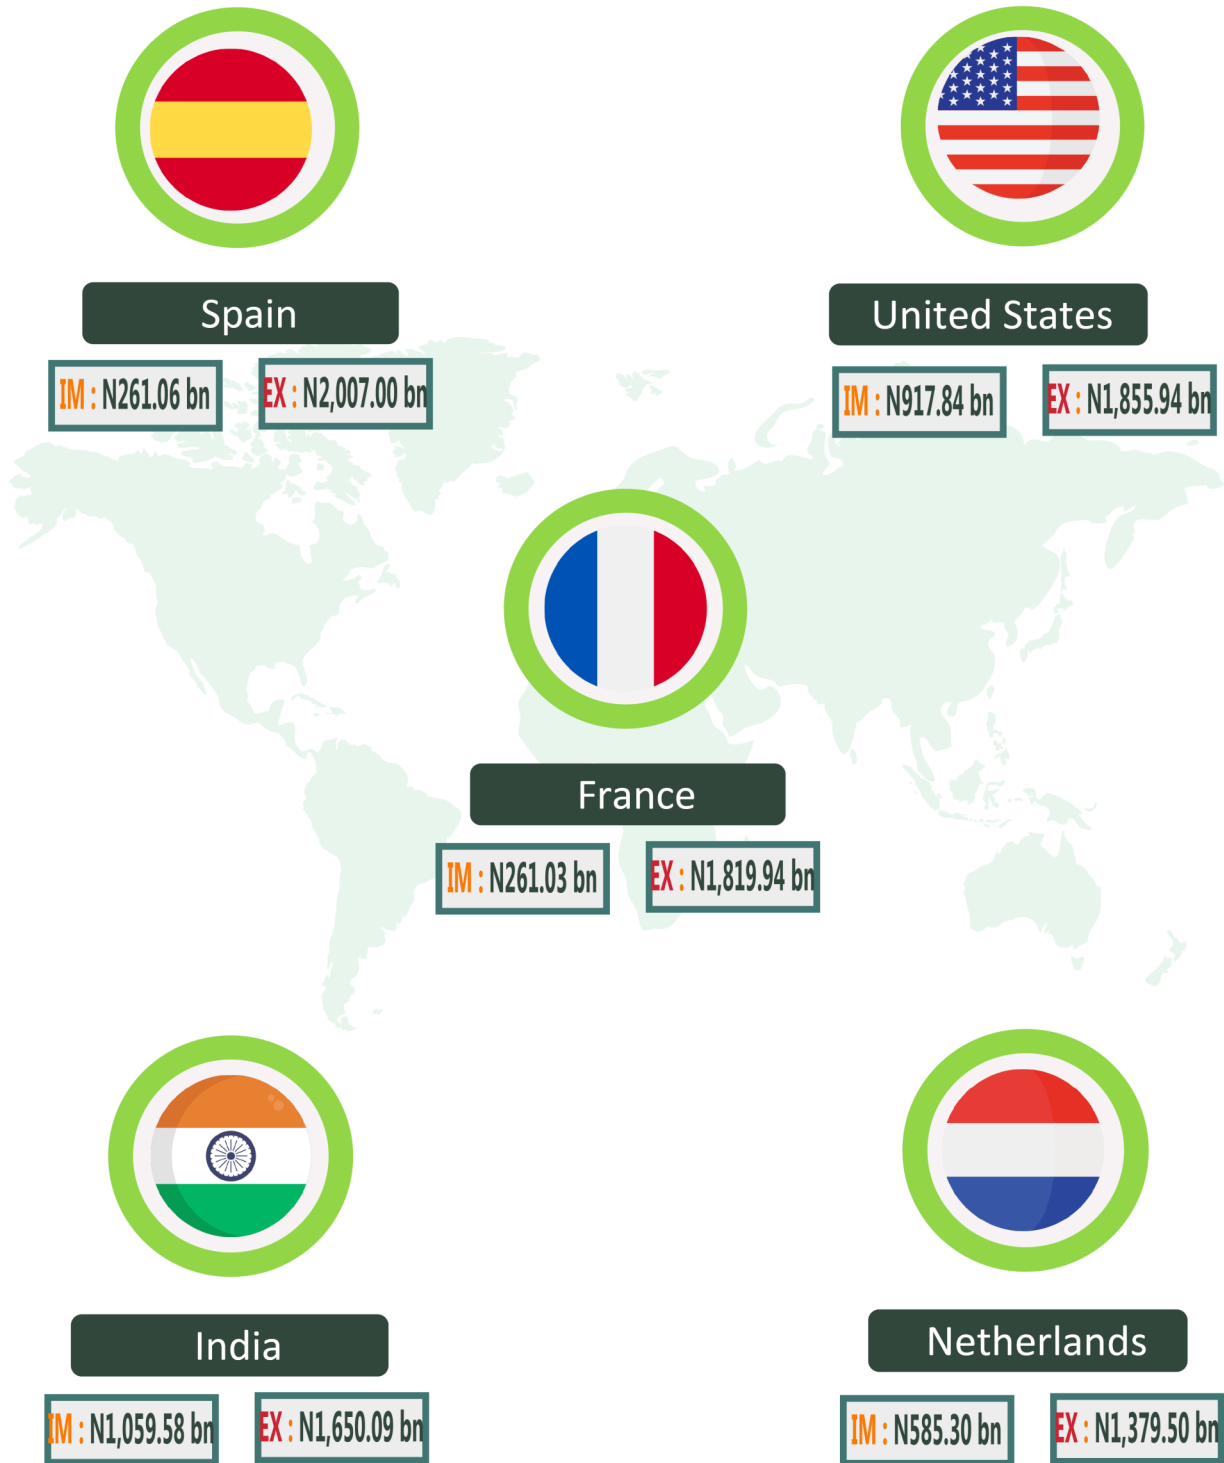 Spain
IM : N261.06 bn
EX : N2,007.00 bn
United States
IM : N917.84 bn
EX : N1,855.94 bn
France
IM : N261.03 bn
EX : N1,819.94 bn
India
IM : N1,059.58 bn
EX : N1,650.09 bn
Netherlands
IM : N585.30 bn
EX : N1,379.50 bn